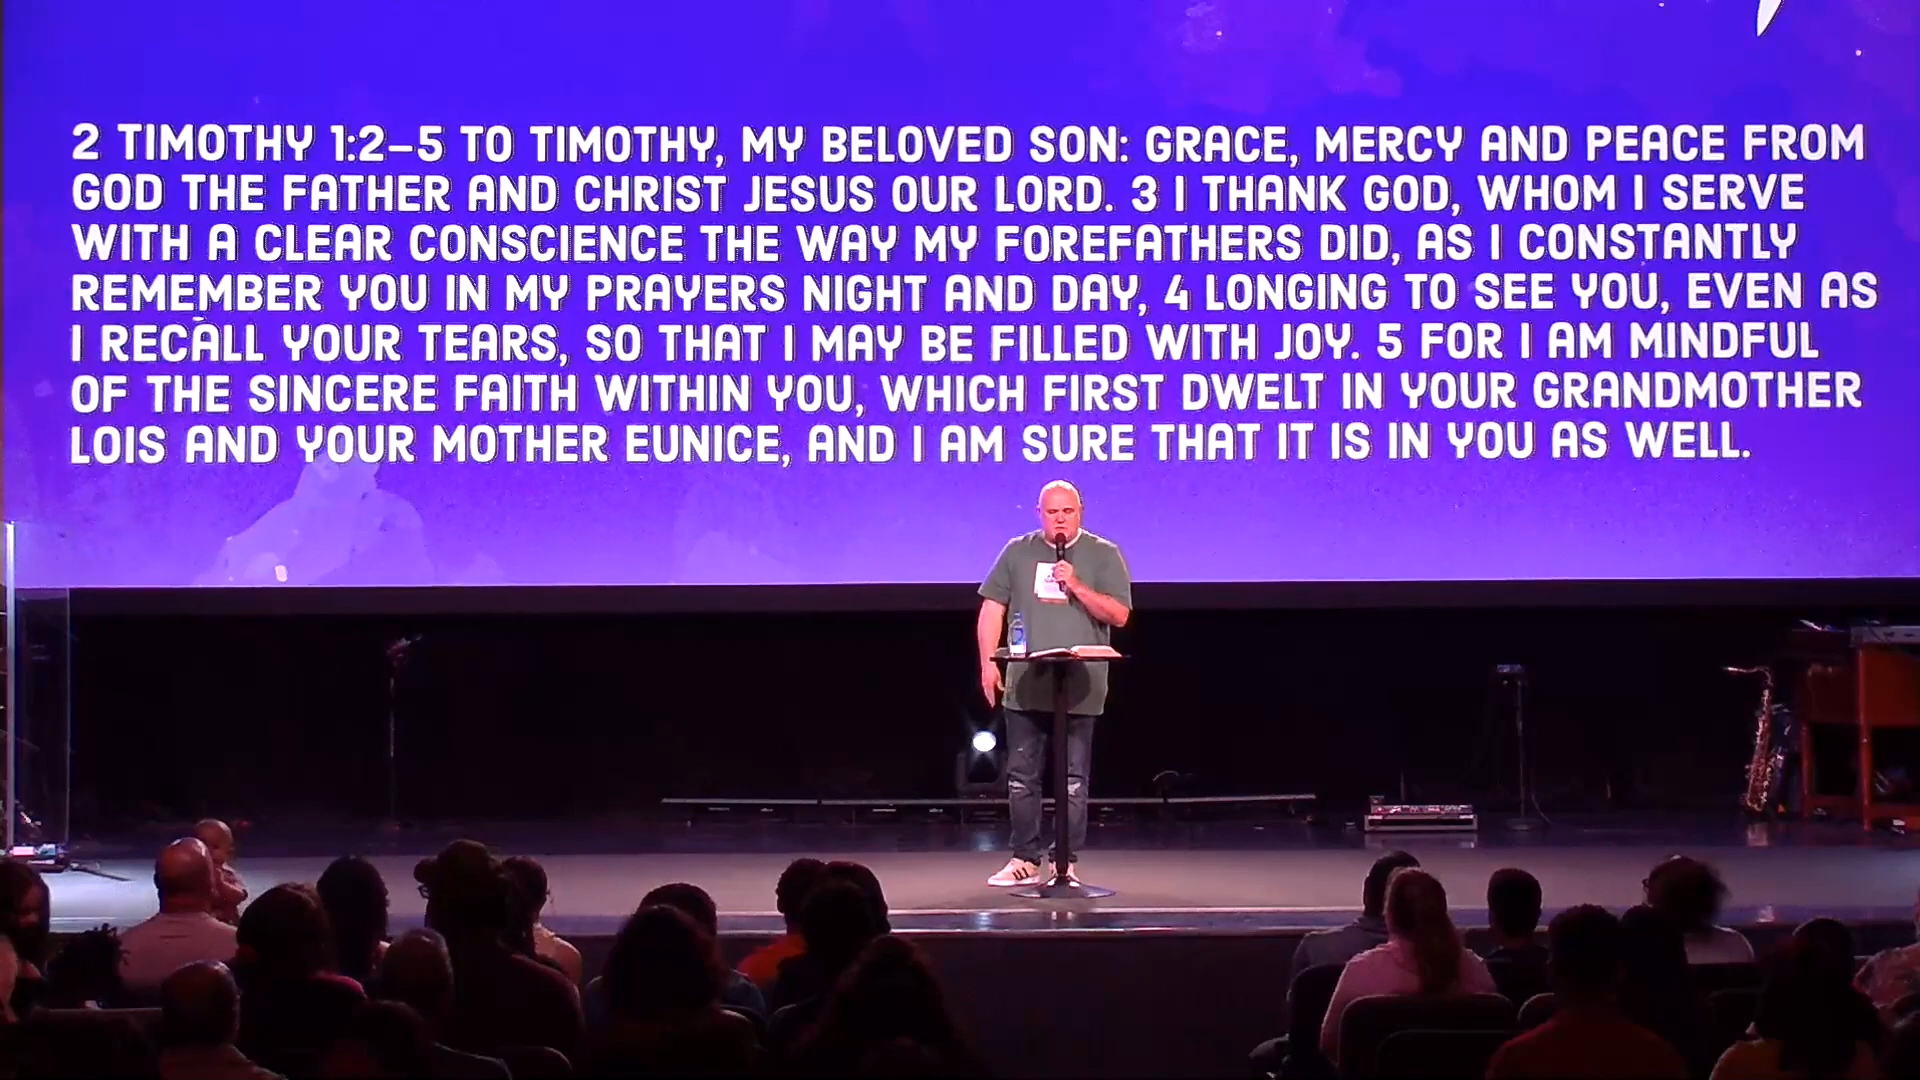 2 TIMOTHY 1:2–5 TO TIMOTHY, MY BELOVED SON: GRACE, MERCY AND PEACE FROM
GOD THE FATHER AND CHRIST JESUS OUR LORD. 3 I THANK GOD, WHOM I SERVE
WITH A CLEAR CONSCIENCE THE WAY MY FOREFATHERS DID, AS I CONSTANTLY
REMEMBER YOU IN MY PRAYERS NIGHT AND DAY, 4 LONGING TO SEE YOU, EVEN AS
I RECALL YOUR TEARS, SO THAT I MAY BE FILLED WITH JOY. 5 FOR I AM MINDFUL
OF THE SINCERE FAITH WITHIN YOU, WHICH FIRST DWELT IN YOUR GRANDMOTHER
LOIS AND YOUR MOTHER EUNICE, AND I AM SURE THAT IT IS IN YOU AS WELL.